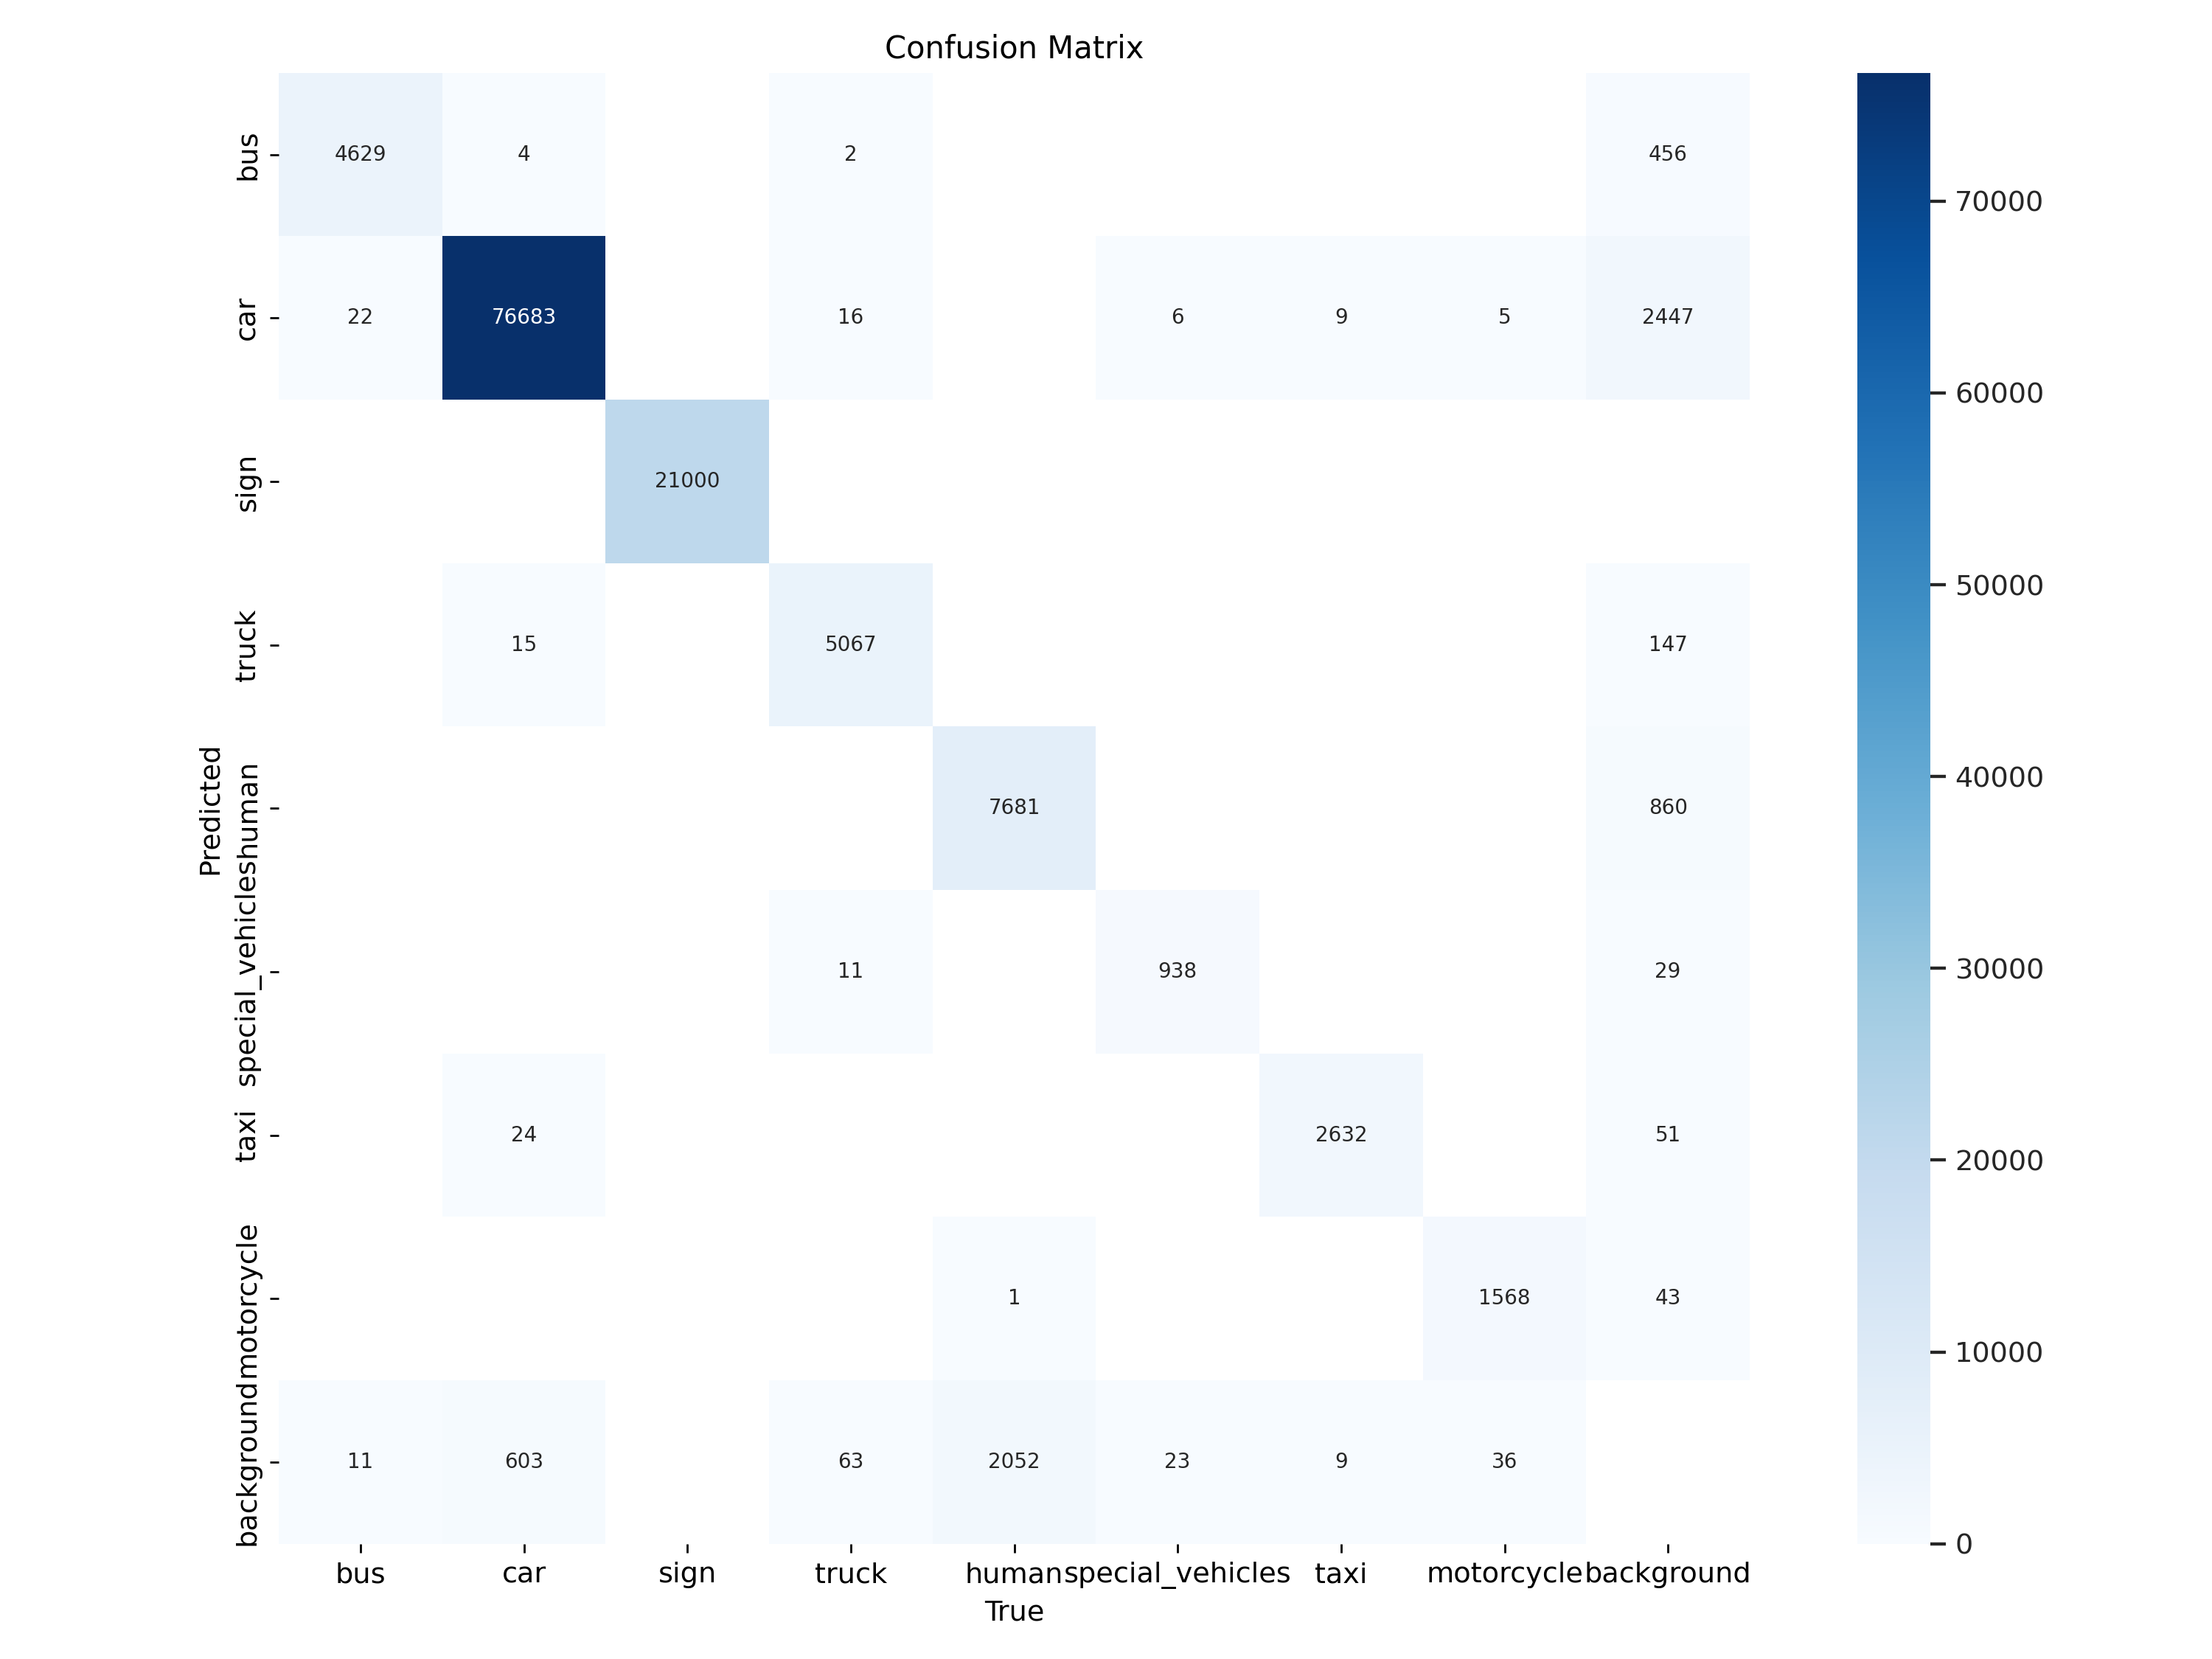 Confusion Matrix
bus 4629 4 2 456
car 22 76683 16 6 9 5 2447
sign 21000
truck 15 5067 147
human 7681 860
special_vehicles 11 938 29
taxi 24 2632 51
motorcycle 1 1568 43
background 11 603 63 2052 23 9 36
Predicted
bus car sign truck human special_vehicles taxi motorcycle background
True
70000
60000
50000
40000
30000
20000
10000
0